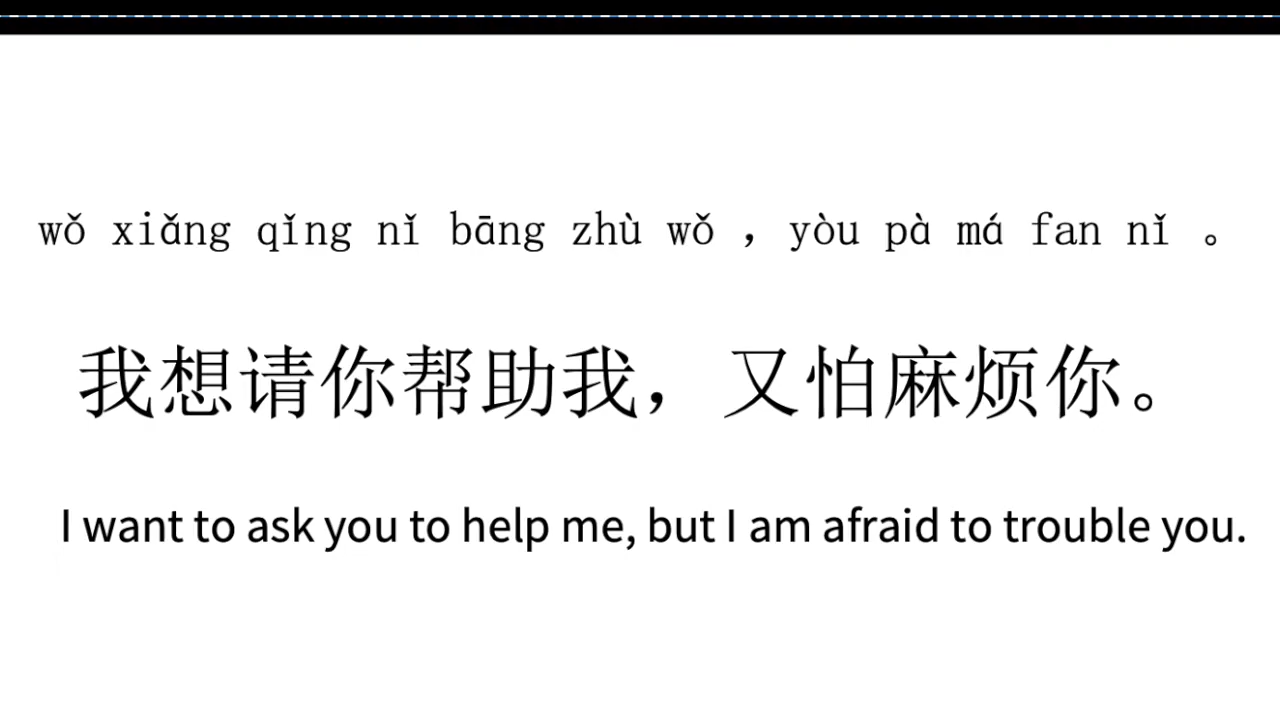 wǒ xiǎng qǐng nǐ bāng zhù wǒ ，yòu pà má fan nǐ 。
我想请你帮助我，又怕麻烦你。
I want to ask you to help me, but I am afraid to trouble you.